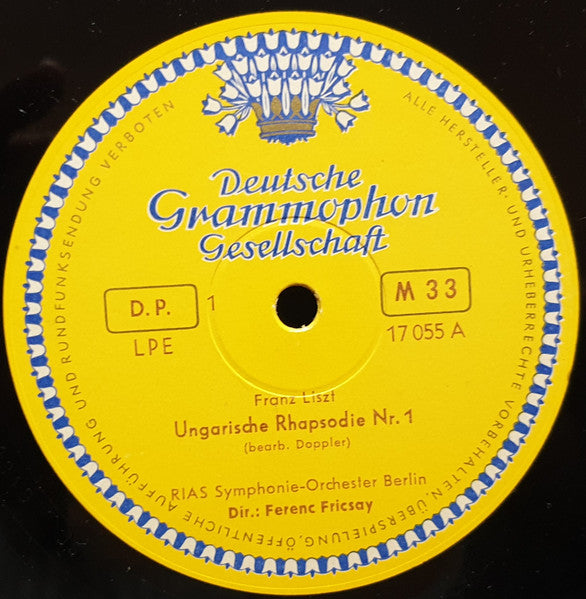 Deutsche
Grammophon
Gesellschaft
D.P.
1
M 33
LPE
17 055 A
Franz Liszt
Ungarische Rhapsodie Nr. 1
(bearb. Doppler)
RIAS Symphonie-Orchester Berlin
Dir.: Ferenc Fricsay
ALLE HERSTELLER- UND URHEBERRECHTE VORBEHALTEN, ÜBERSPIELUNG, ÖFFENTLICHE AUFFÜHRUNG UND RUNDFUNKSENDUNG VERBOTEN